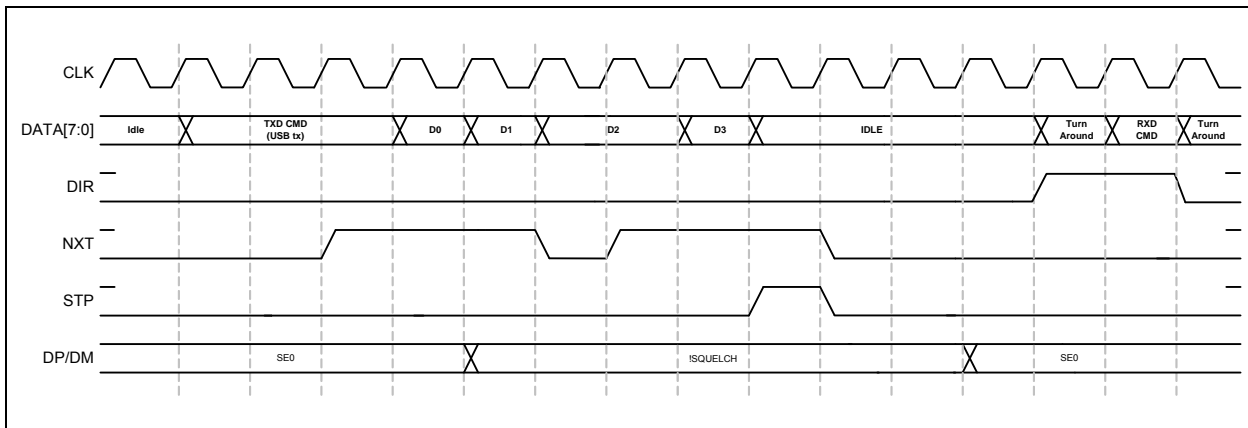 CLK
DATA[7:0]
Idle
TXD CMD
(USB tx)
D0
D1
D2
D3
IDLE
Turn
Around
RXD
CMD
Turn
Around
DIR
NXT
STP
DP/DM
SE0
!SQUELCH
SE0